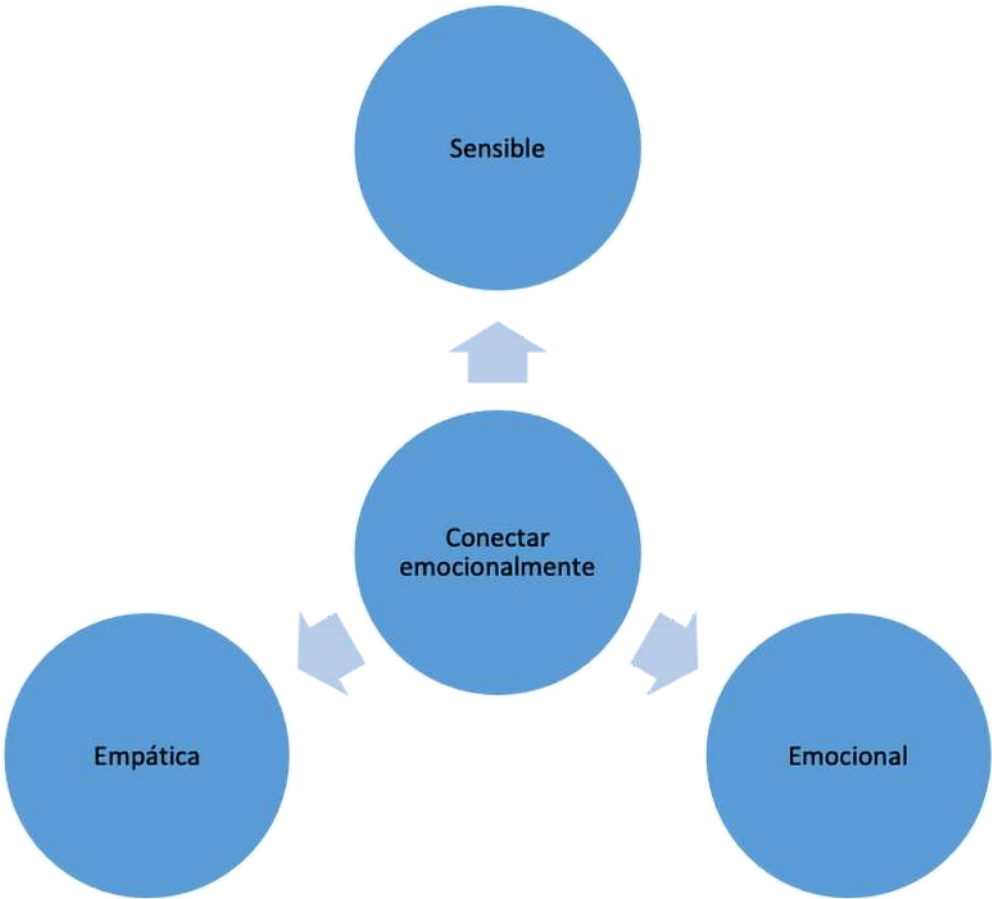 Sensible
Conectar
emocionalmente
Empática
Emocional